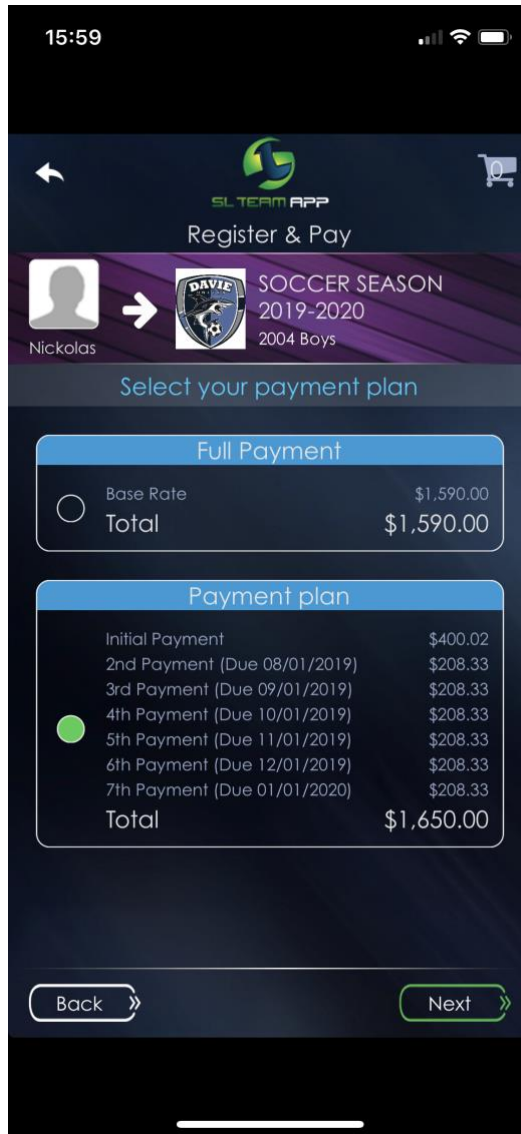 15:59
0
SL TEAM APP
Register & Pay
DAVIE
SOCCER SEASON
2019-2020
2004 Boys
Nickolas
Select your payment plan
Full Payment
Base Rate $1,590.00
Total $1,590.00
Payment plan
Initial Payment $400.02
2nd Payment (Due 08/01/2019) $208.33
3rd Payment (Due 09/01/2019) $208.33
4th Payment (Due 10/01/2019) $208.33
5th Payment (Due 11/01/2019) $208.33
6th Payment (Due 12/01/2019) $208.33
7th Payment (Due 01/01/2020) $208.33
Total $1,650.00
Back »
Next »